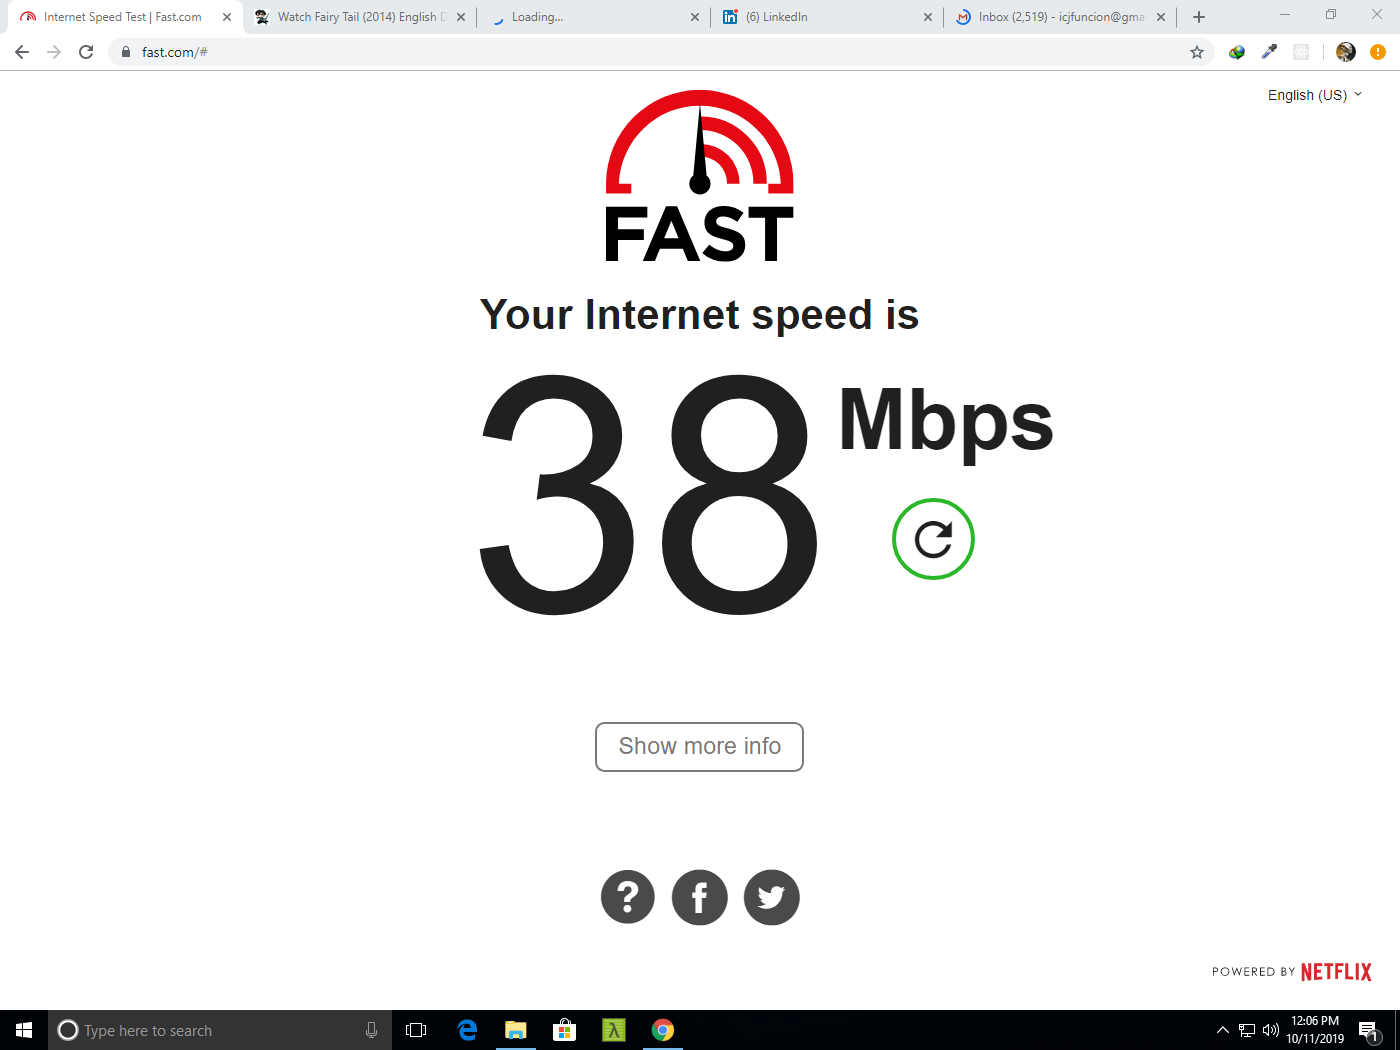 Internet Speed Test | Fast.com
Watch Fairy Tail (2014) English D
Loading...
(6) LinkedIn
Inbox (2,519) - icjfuncion@gma
fast.com/#
English (US)
FAST
Your Internet speed is
38 Mbps
Show more info
POWERED BY NETFLIX
Type here to search
12:06 PM
10/11/2019
1